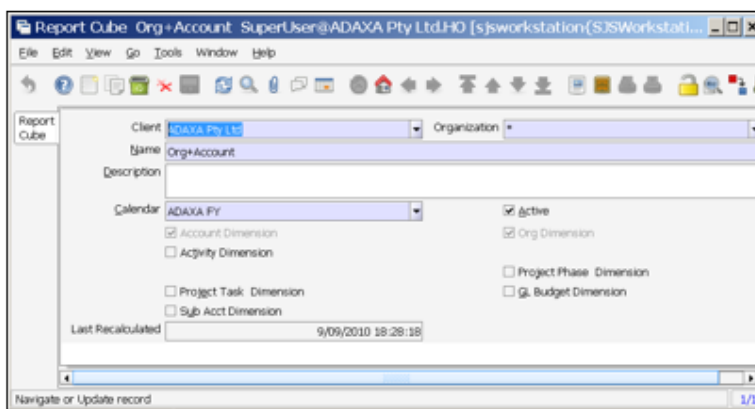 Report Cube Org+Account SuperUser@ADAXA Pty Ltd.HO [sjsworkstation{SJSWorkstati...
File Edit View Go Tools Window Help
Report Cube
Client ADAXA Pty Ltd Organization *
Name Org+Account
Description
Calendar ADAXA FY Active
Account Dimension Org Dimension
Activity Dimension
Project Phase Dimension
Project Task Dimension GL Budget Dimension
Sub Acct Dimension
Last Recalculated 9/09/2010 18:28:18
Navigate or Update record